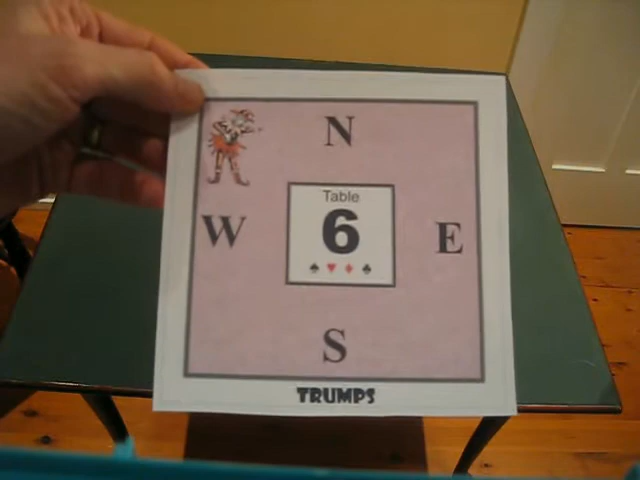 N
Table
W 6 E
♠ ♥ ♦ ♣
S
TRUMPS